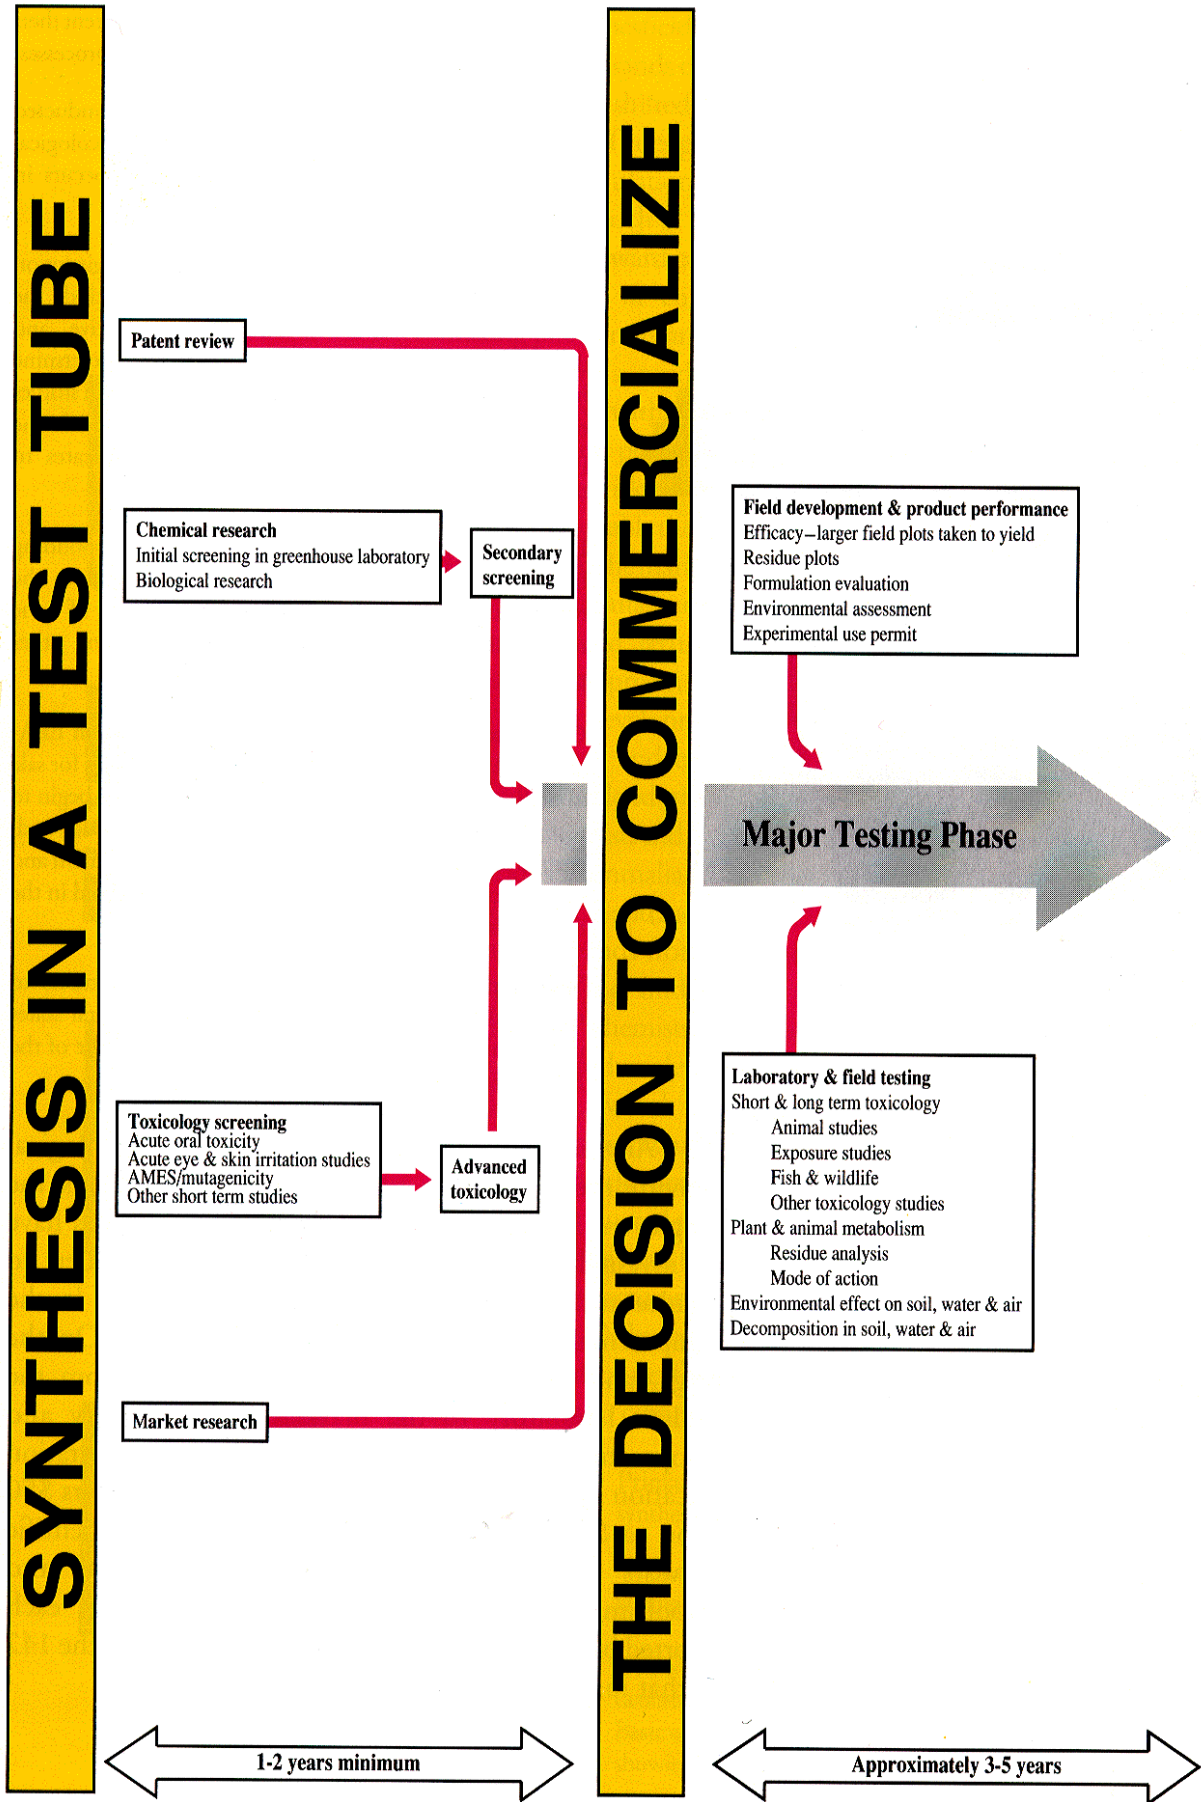 SYNTHESIS IN A TEST TUBE
Patent review
Chemical research
Initial screening in greenhouse laboratory
Biological research
Secondary
screening
Toxicology screening
Acute oral toxicity
Acute eye & skin irritation studies
AMES/mutagenicity
Other short term studies
Advanced
toxicology
Market research
1-2 years minimum
THE DECISION TO COMMERCIALIZE
Field development & product performance
Efficacy–larger field plots taken to yield
Residue plots
Formulation evaluation
Environmental assessment
Experimental use permit
Major Testing Phase
Laboratory & field testing
Short & long term toxicology
Animal studies
Exposure studies
Fish & wildlife
Other toxicology studies
Plant & animal metabolism
Residue analysis
Mode of action
Environmental effect on soil, water & air
Decomposition in soil, water & air
Approximately 3-5 years